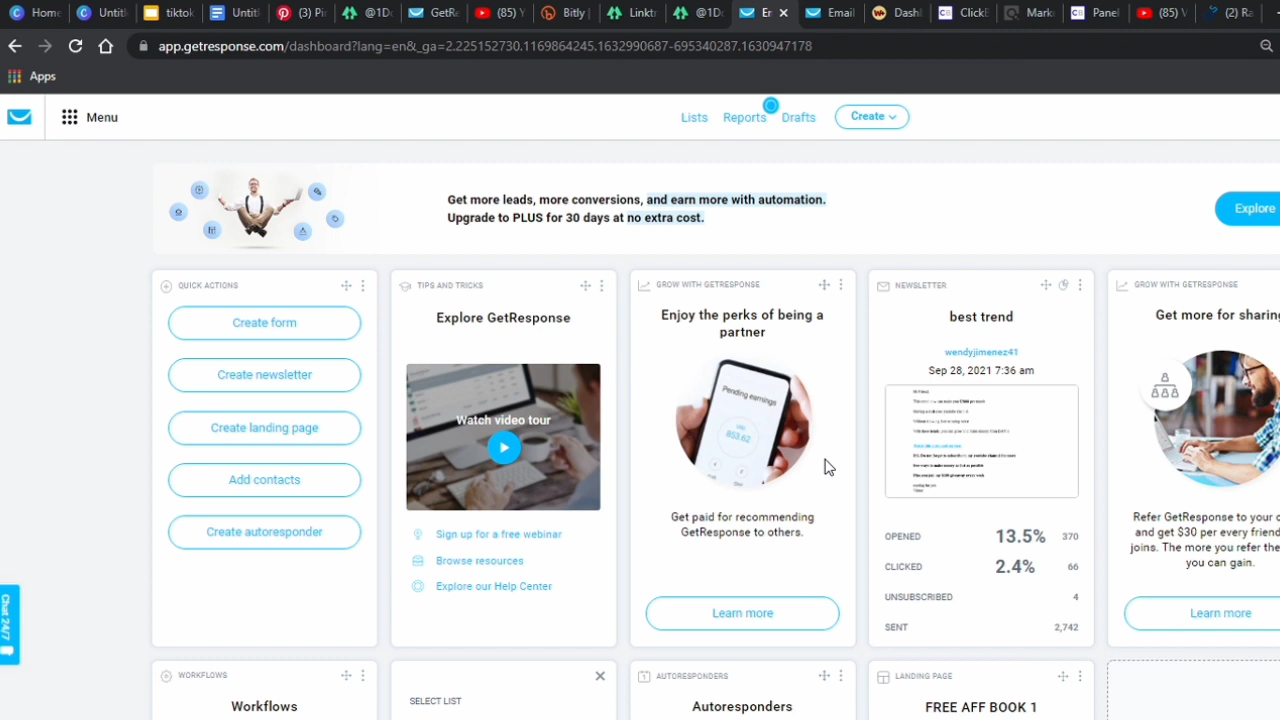 Home
Untitl
tiktok
Untitl
(3) Pi
@1Do
GetRe
(85) Y
Bitly |
Linktr
@1Do
Em
Email
Dashl
ClickB
Mark
Panel
(85) V
(2) Ra
app.getresponse.com/dashboard?lang=en&_ga=2.225152730.1169864245.1632990687-695340287.1630947178
Apps
Menu
Lists
Reports
Drafts
Create
Get more leads, more conversions, and earn more with automation.
Upgrade to PLUS for 30 days at no extra cost.
Explore
QUICK ACTIONS
Create form
Create newsletter
Create landing page
Add contacts
Create autoresponder
TIPS AND TRICKS
Explore GetResponse
Watch video tour
Sign up for a free webinar
Browse resources
Explore our Help Center
GROW WITH GETRESPONSE
Enjoy the perks of being a
partner
Pending earnings
853.62
Get paid for recommending
GetResponse to others.
Learn more
NEWSLETTER
best trend
wendyjimenez41
Sep 28, 2021 7:36 am
OPENED 13.5% 370
CLICKED 2.4% 66
UNSUBSCRIBED 4
SENT 2,742
GROW WITH GETRESPONSE
Get more for sharing
Refer GetResponse to your
and get $30 per every friend
joins. The more you refer the
you can gain.
Learn more
Chat 24/7
WORKFLOWS
Workflows
SELECT LIST
AUTORESPONDERS
Autoresponders
LANDING PAGE
FREE AFF BOOK 1